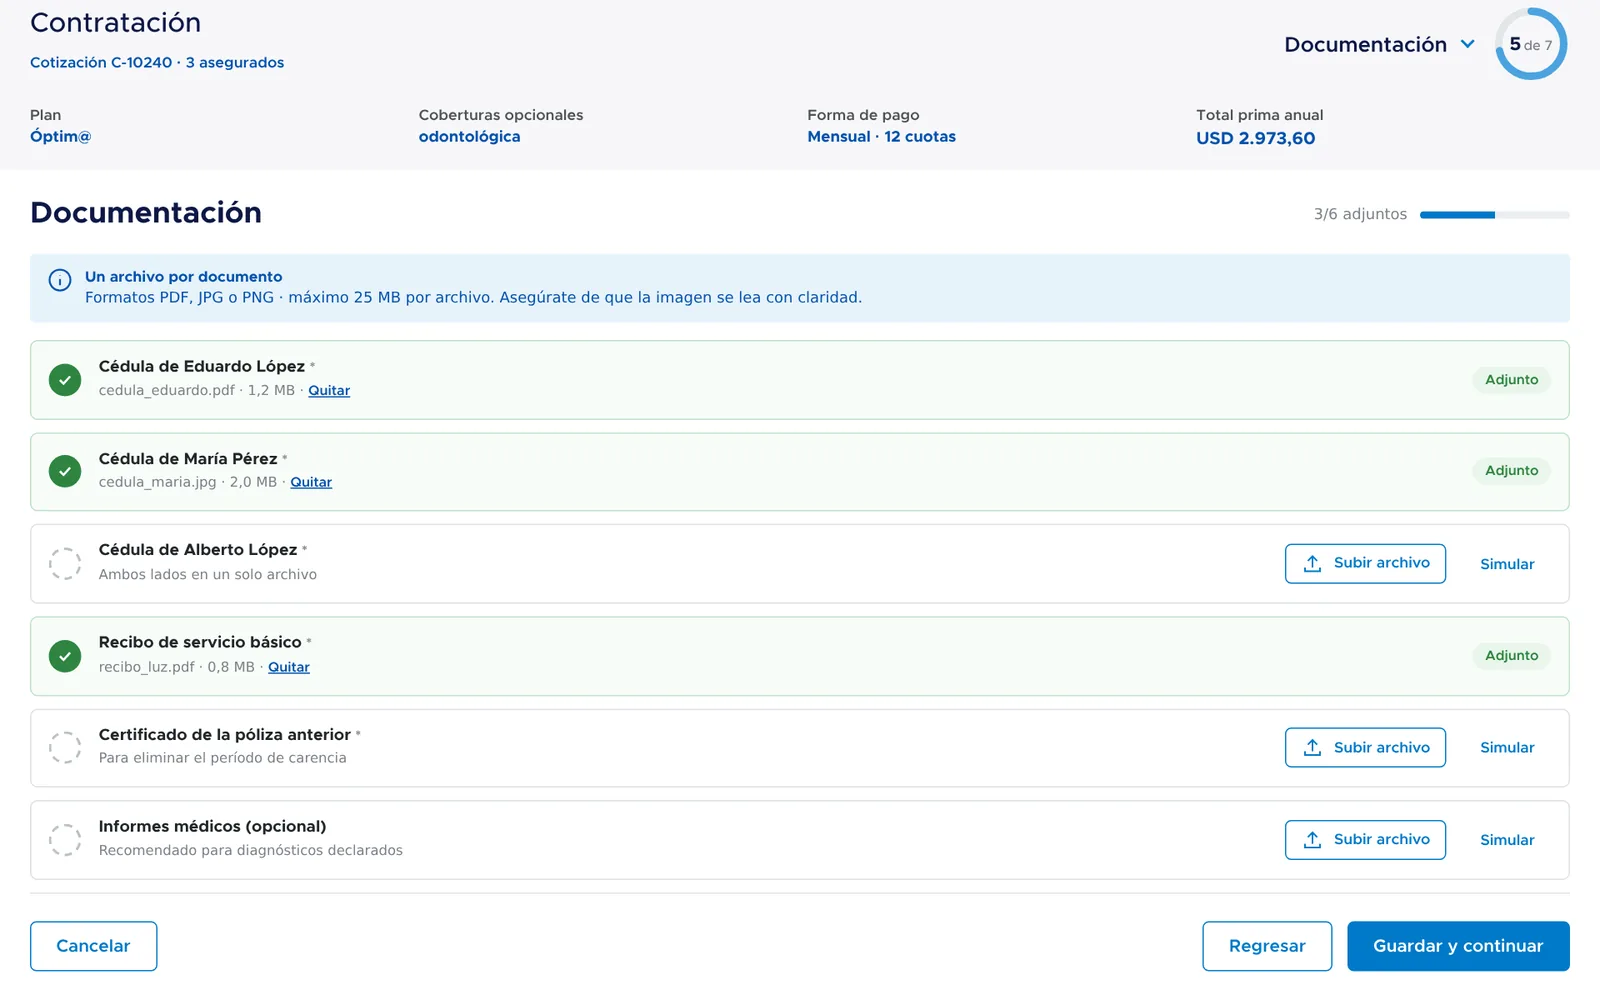 Contratación
Cotización C-10240 · 3 asegurados
Documentación
5 de 7
Plan
Óptim@
Coberturas opcionales
odontológica
Forma de pago
Mensual · 12 cuotas
Total prima anual
USD 2.973,60
Documentación
3/6 adjuntos
Un archivo por documento
Formatos PDF, JPG o PNG · máximo 25 MB por archivo. Asegúrate de que la imagen se lea con claridad.
Cédula de Eduardo López *
cedula_eduardo.pdf · 1,2 MB · Quitar
Adjunto
Cédula de María Pérez *
cedula_maria.jpg · 2,0 MB · Quitar
Adjunto
Cédula de Alberto López *
Ambos lados en un solo archivo
Subir archivo
Simular
Recibo de servicio básico *
recibo_luz.pdf · 0,8 MB · Quitar
Adjunto
Certificado de la póliza anterior *
Para eliminar el período de carencia
Subir archivo
Simular
Informes médicos (opcional)
Recomendado para diagnósticos declarados
Subir archivo
Simular
Cancelar
Regresar
Guardar y continuar